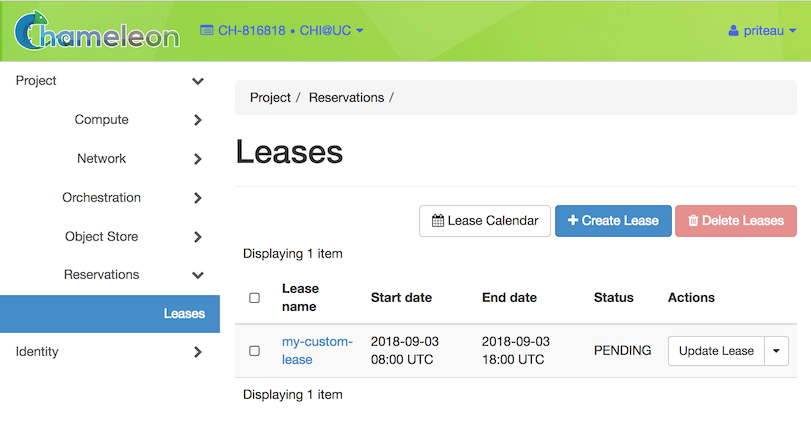 Chameleon
CH-816818 • CHI@UC
priteau
Project
Compute
Network
Orchestration
Object Store
Reservations
Leases
Identity
Project / Reservations /
Leases
Lease Calendar
Create Lease
Delete Leases
Displaying 1 item
Lease name Start date End date Status Actions
my-custom-lease 2018-09-03 08:00 UTC 2018-09-03 18:00 UTC PENDING Update Lease
Displaying 1 item